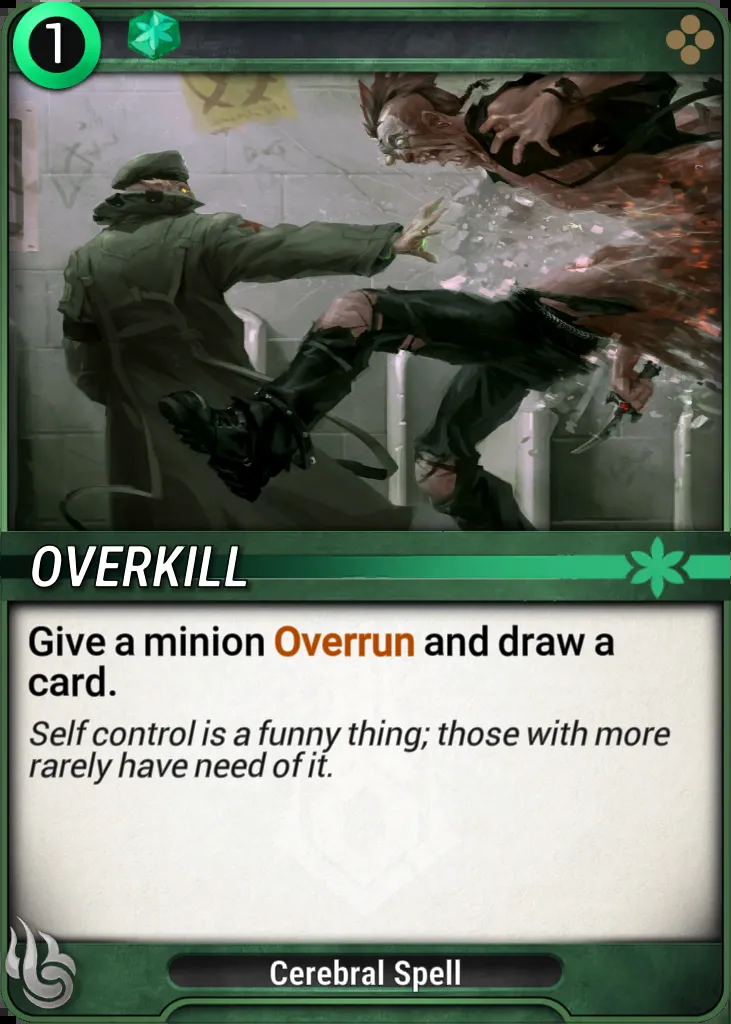 1
OVERKILL
Give a minion Overrun and draw a
card.
Self control is a funny thing; those with more
rarely have need of it.
Cerebral Spell